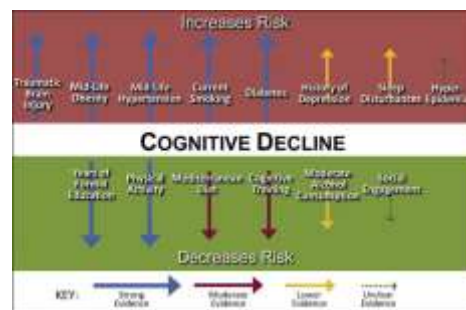 Increases Risk
Traumatic Brain Injury
Mid-Life Obesity
Mid-Life Hypertension
Current Smoking
Diabetes
History of Depression
Sleep Disturbances
Hyper-
COGNITIVE DECLINE
Years of Formal Education
Physical Activity
Mediterranean Diet
Cognitive Training
Moderate Alcohol Consumption
Social Engagement
Decreases Risk
KEY:
Strong Evidence
Moderate Evidence
Lower Evidence
Unclear Evidence